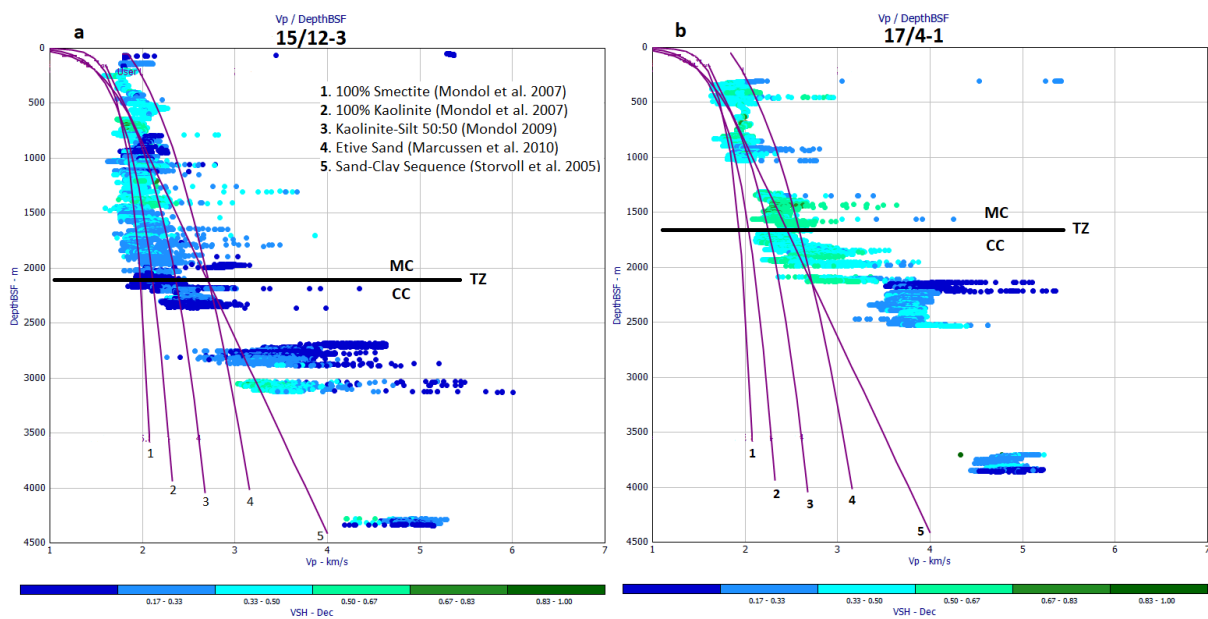 Vp / DepthBSF
15/12-3
a
0
500
1000
1500
2000
2500
3000
3500
4000
4500
DepthBSF - m
1. 100% Smectite (Mondol et al. 2007)
2. 100% Kaolinite (Mondol et al. 2007)
3. Kaolinite-Silt 50:50 (Mondol 2009)
4. Etive Sand (Marcussen et al. 2010)
5. Sand-Clay Sequence (Storvoll et al. 2005)
MC
TZ
CC
1
2
3
4
5
1 2 3 4 5 6 7
Vp - km/s
0.17 - 0.33 0.33 - 0.50 0.50 - 0.67 0.67 - 0.83 0.83 - 1.00
VSH - Dec
Vp / DepthBSF
17/4-1
b
0
500
1000
1500
2000
2500
3000
3500
4000
4500
DepthBSF - m
MC
TZ
CC
1
2
3
4
5
1 2 3 4 5 6 7
Vp - km/s
0.17 - 0.33 0.33 - 0.50 0.50 - 0.67 0.67 - 0.83 0.83 - 1.00
VSH - Dec